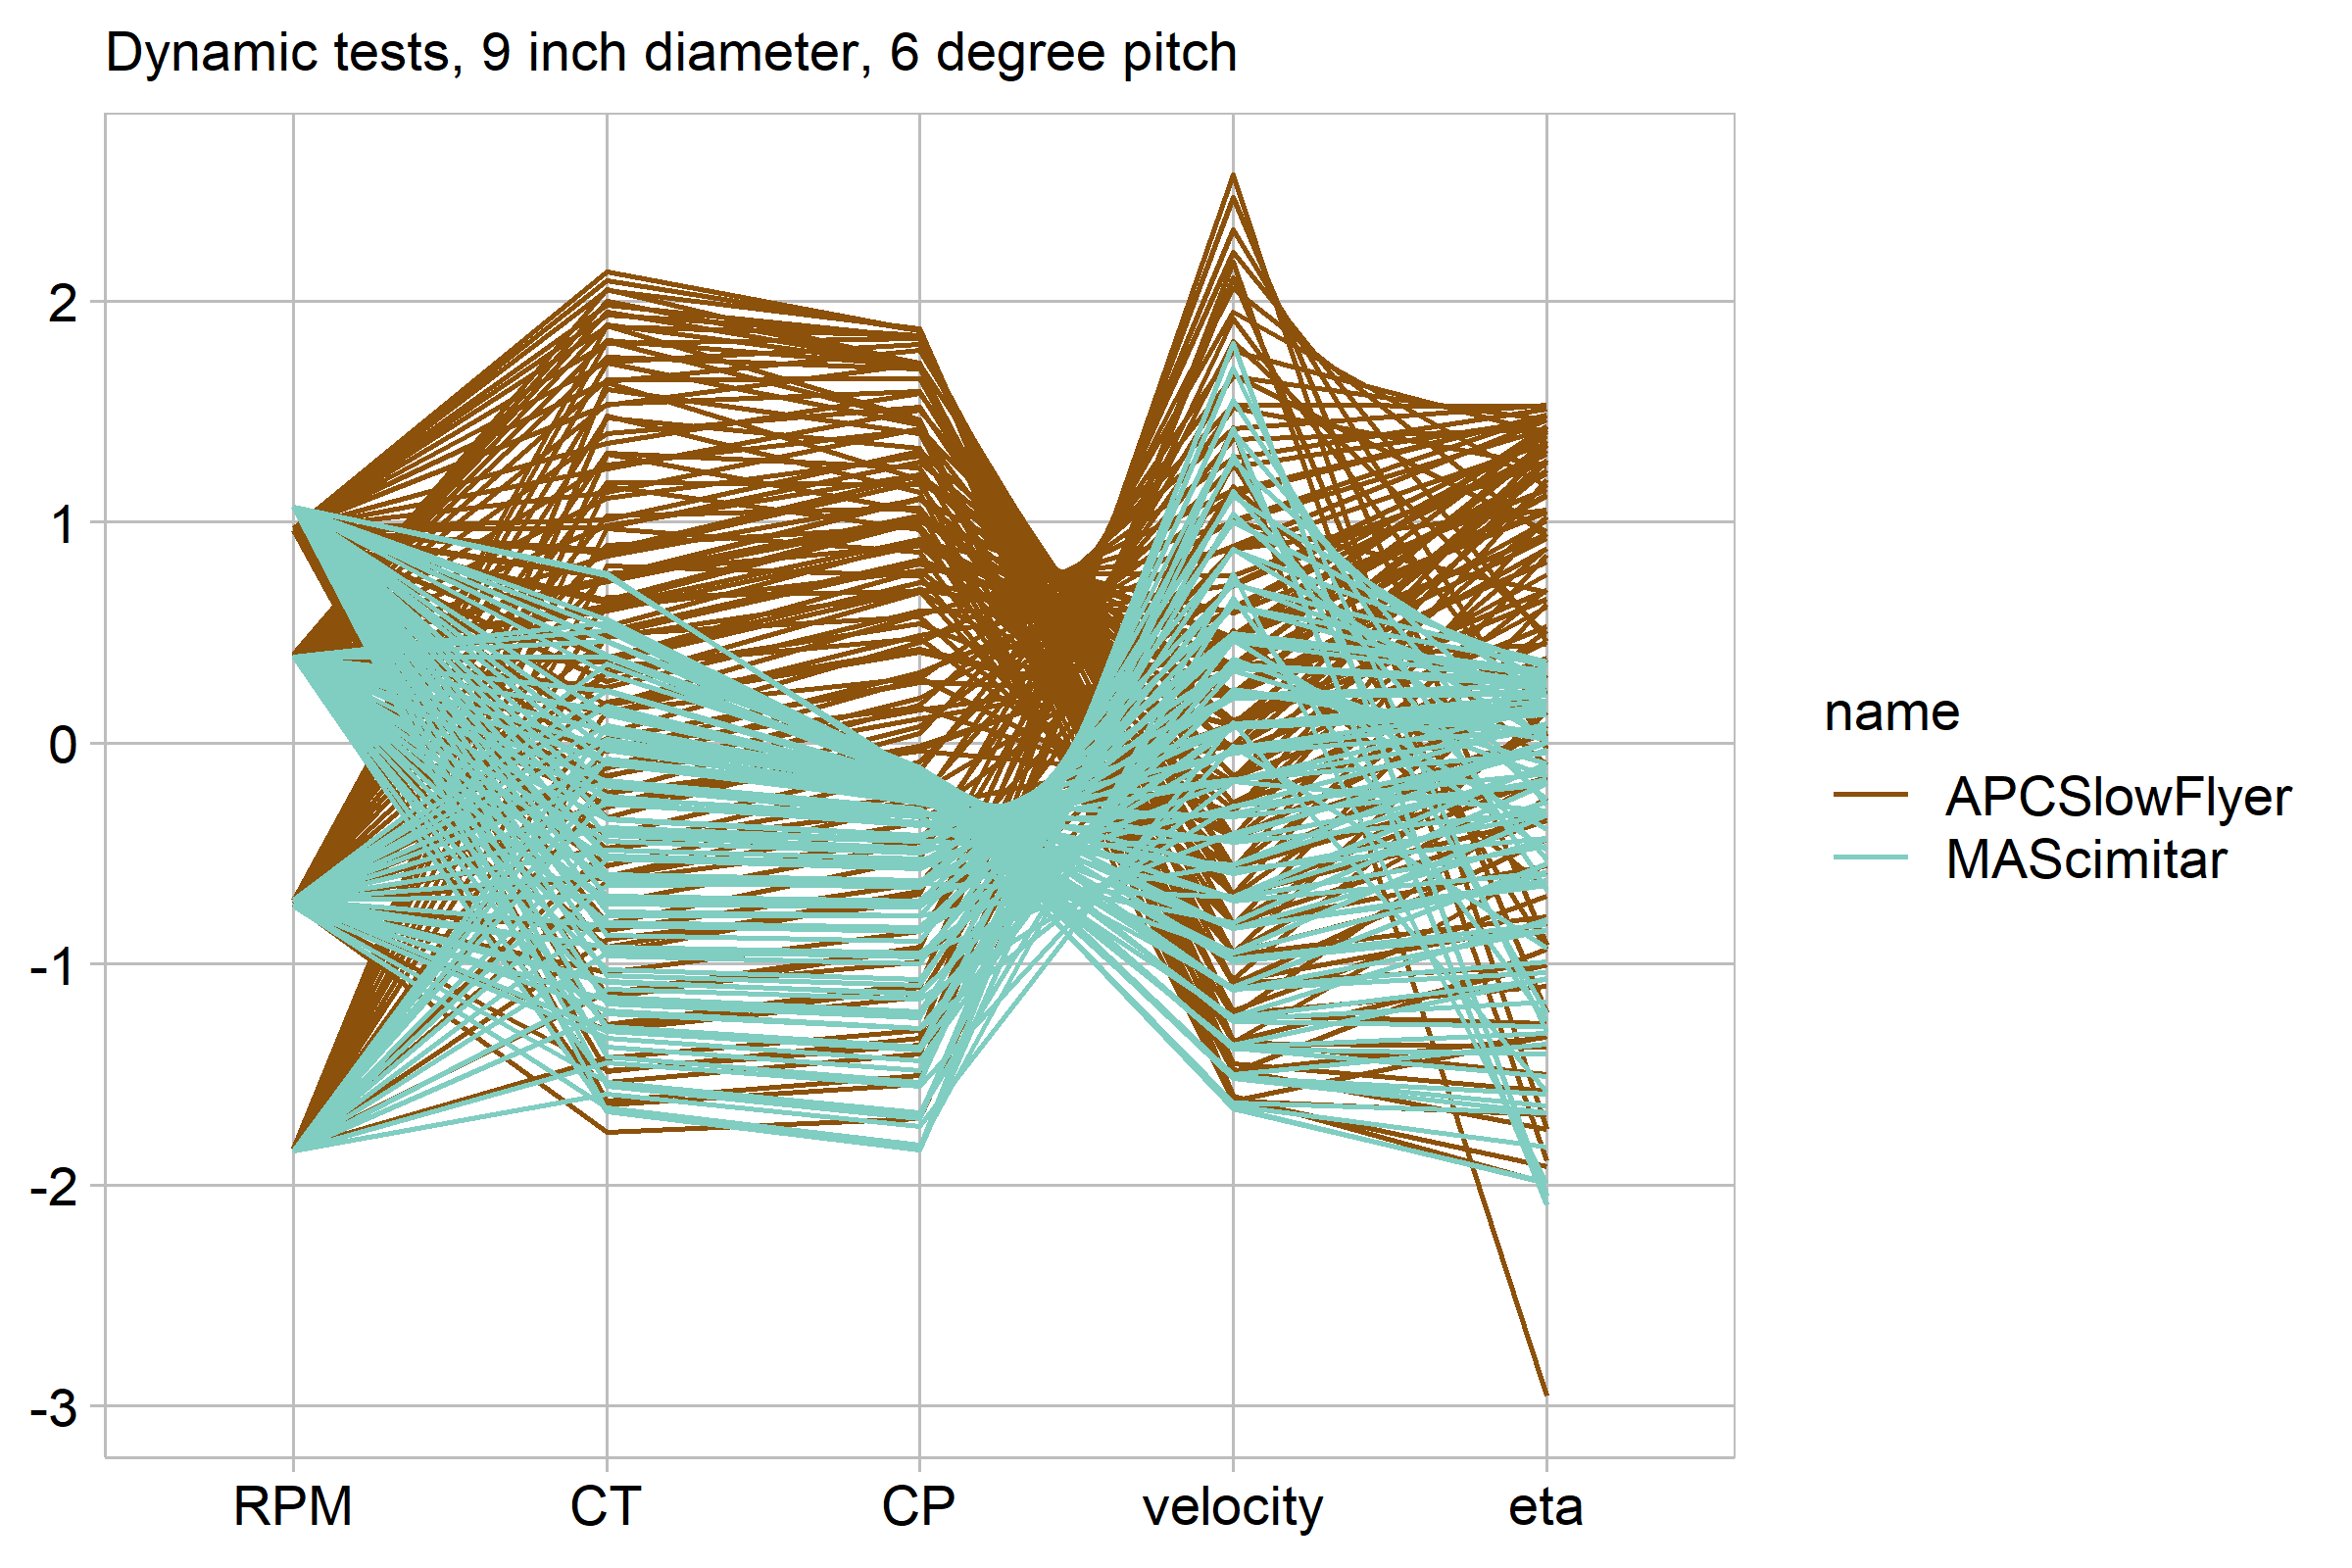 Dynamic tests, 9 inch diameter, 6 degree pitch
2
1
0
-1
-2
-3
RPM CT CP velocity eta
name
APCSlowFlyer
MAScimitar